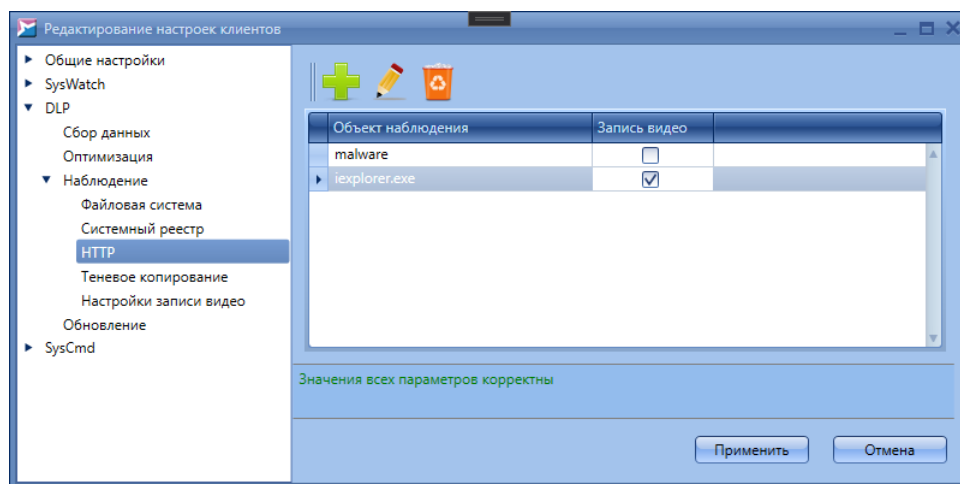 Редактирование настроек клиентов
Общие настройки
SysWatch
DLP
Сбор данных
Оптимизация
Наблюдение
Файловая система
Системный реестр
HTTP
Теневое копирование
Настройки записи видео
Обновление
SysCmd
Объект наблюдения Запись видео
malware
iexplorer.exe
Значения всех параметров корректны
Применить Отмена